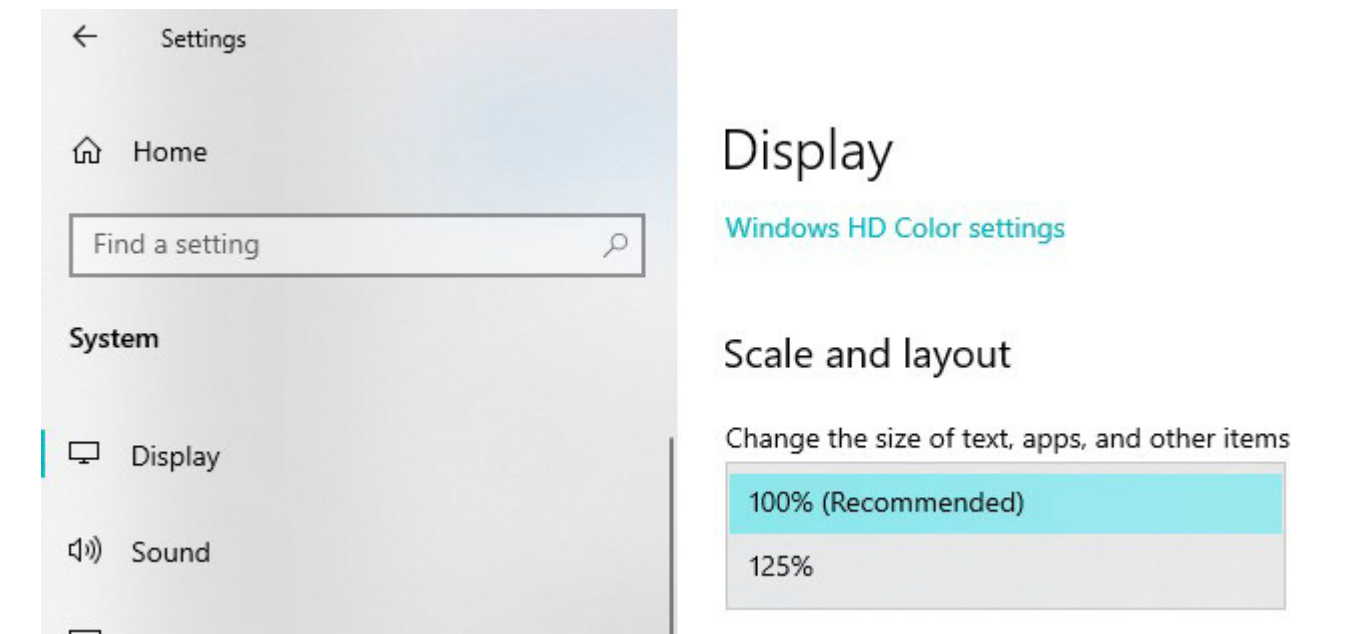 Settings
Home
Find a setting
System
Display
Sound
Display
Windows HD Color settings
Scale and layout
Change the size of text, apps, and other items
100% (Recommended)
125%